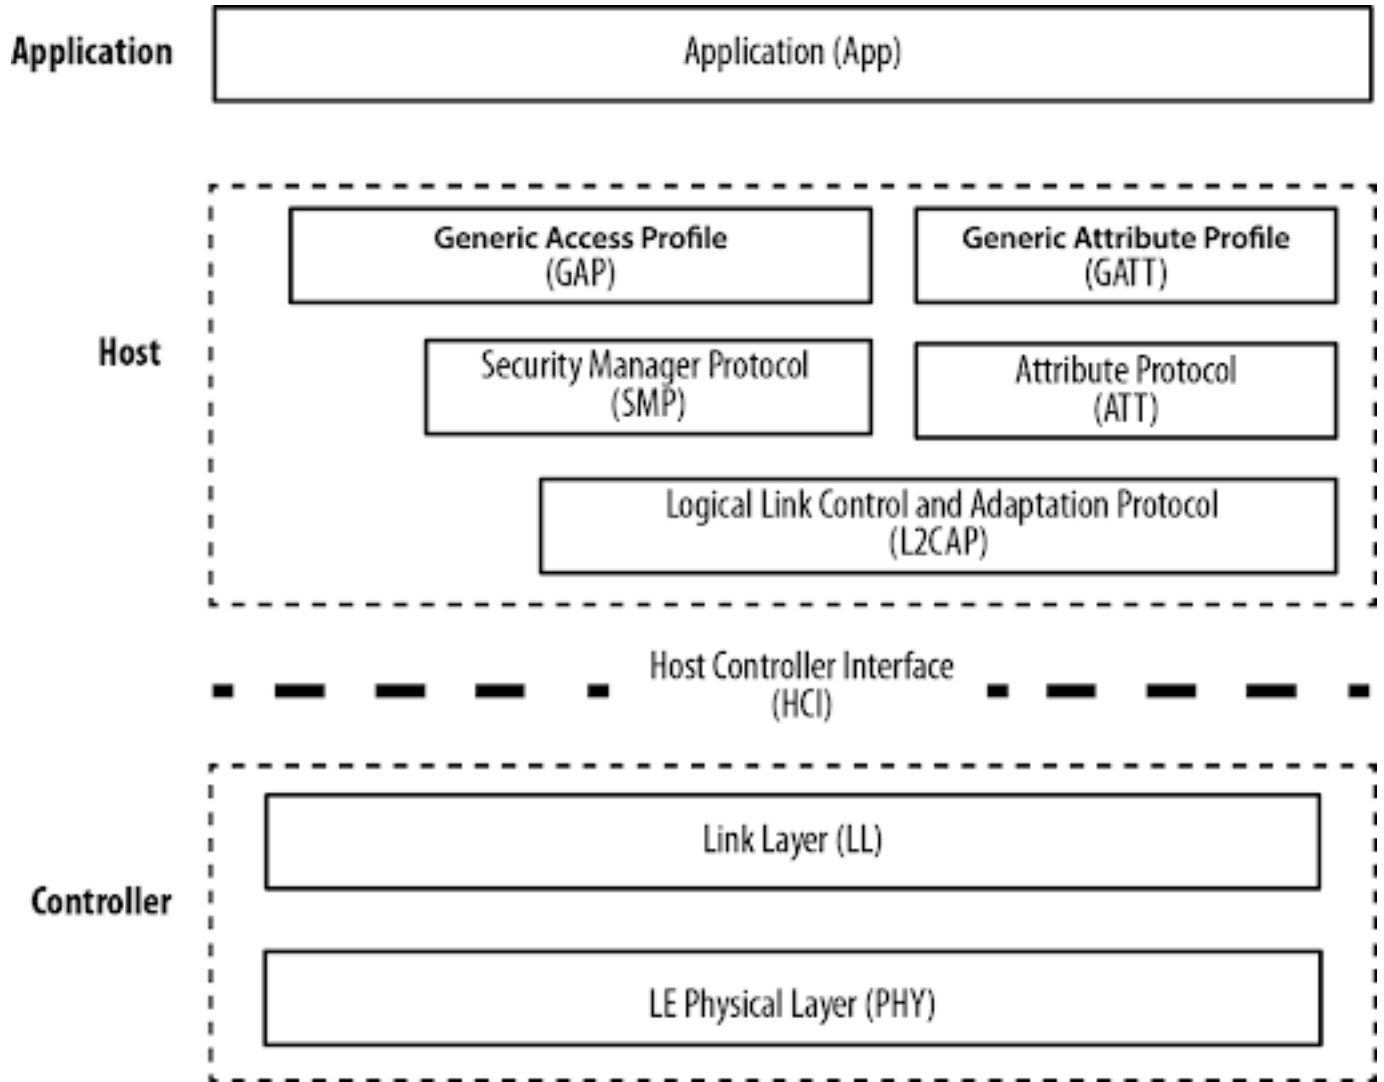 Application
Application (App)
Generic Access Profile
(GAP)
Generic Attribute Profile
(GATT)
Host
Security Manager Protocol
(SMP)
Attribute Protocol
(ATT)
Logical Link Control and Adaptation Protocol
(L2CAP)
Host Controller Interface
(HCI)
Link Layer (LL)
Controller
LE Physical Layer (PHY)